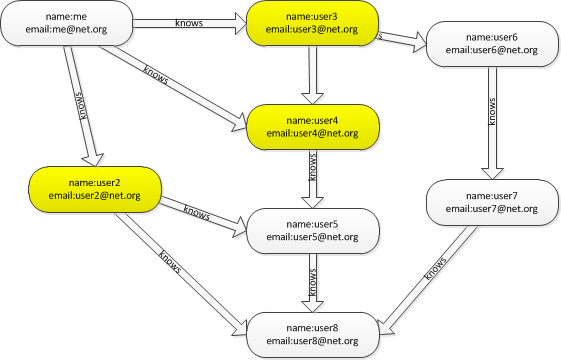 name:me
email:me@net.org
knows
name:user3
email:user3@net.org
s
name:user6
email:user6@net.org
knows
knows
name:user4
email:user4@net.org
knows
knows
name:user2
email:user2@net.org
knows
name:user7
email:user7@net.org
knows
name:user5
email:user5@net.org
knows
knows
knows
name:user8
email:user8@net.org